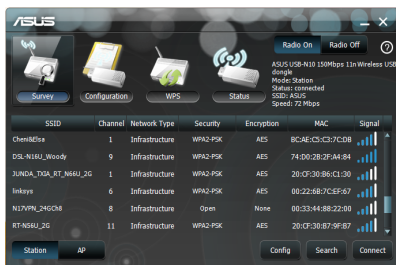 ASUS
Radio On Radio Off
ASUS USB-N10 150Mbps 11n Wireless USB
dongle
Mode: Station
Status: connected
SSID: ASUS
Speed: 72 Mbps
Survey Configuration WPS Status
SSID Channel Network Type Security Encryption MAC Signal
Cheni&Elsa 1 Infrastructure WPA2-PSK AES BC:AE:C5:C3:7C:DB
DSL-N16U_Woody 9 Infrastructure WPA2-PSK AES 74:D0:2B:2F:A4:84
JUNDA_TXJA_RT_N66U_2G 1 Infrastructure WPA2-PSK AES 20:CF:30:B6:C1:30
linksys 6 Infrastructure WPA2-PSK AES 00:22:6B:7C:EF:67
N17VPN_24GCh8 8 Infrastructure Open None 00:33:44:88:22:00
RT-N56U_2G 11 Infrastructure WPA2-PSK AES 20:CF:30:B7:9F:B7
Station AP Config Search Connect